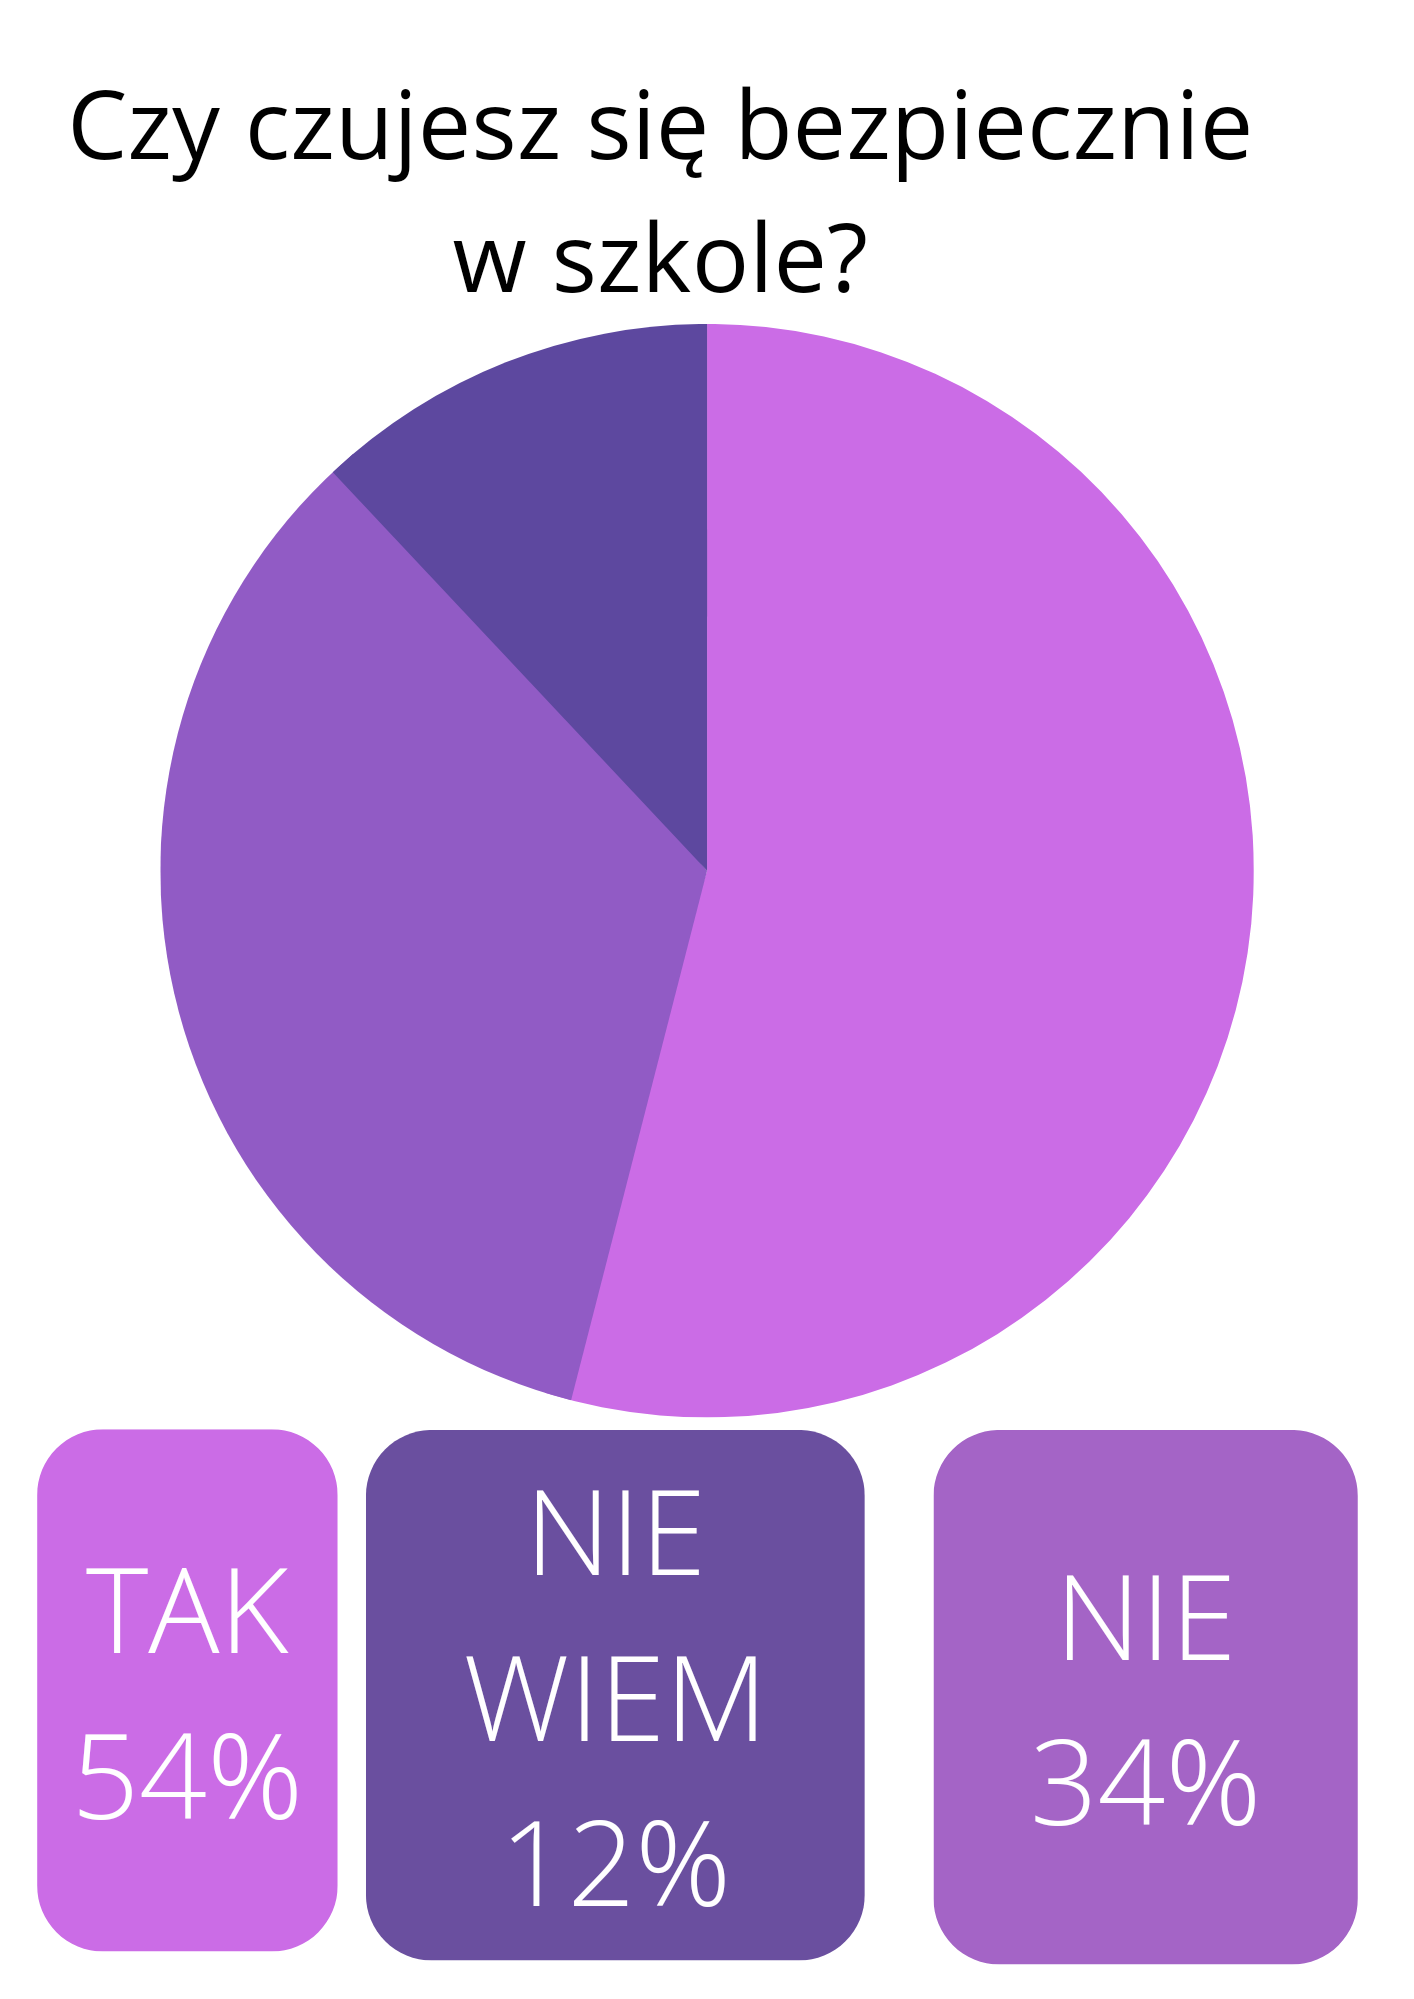 Czy czujesz się bezpiecznie
w szkole?
TAK
54%
NIE
WIEM
12%
NIE
34%